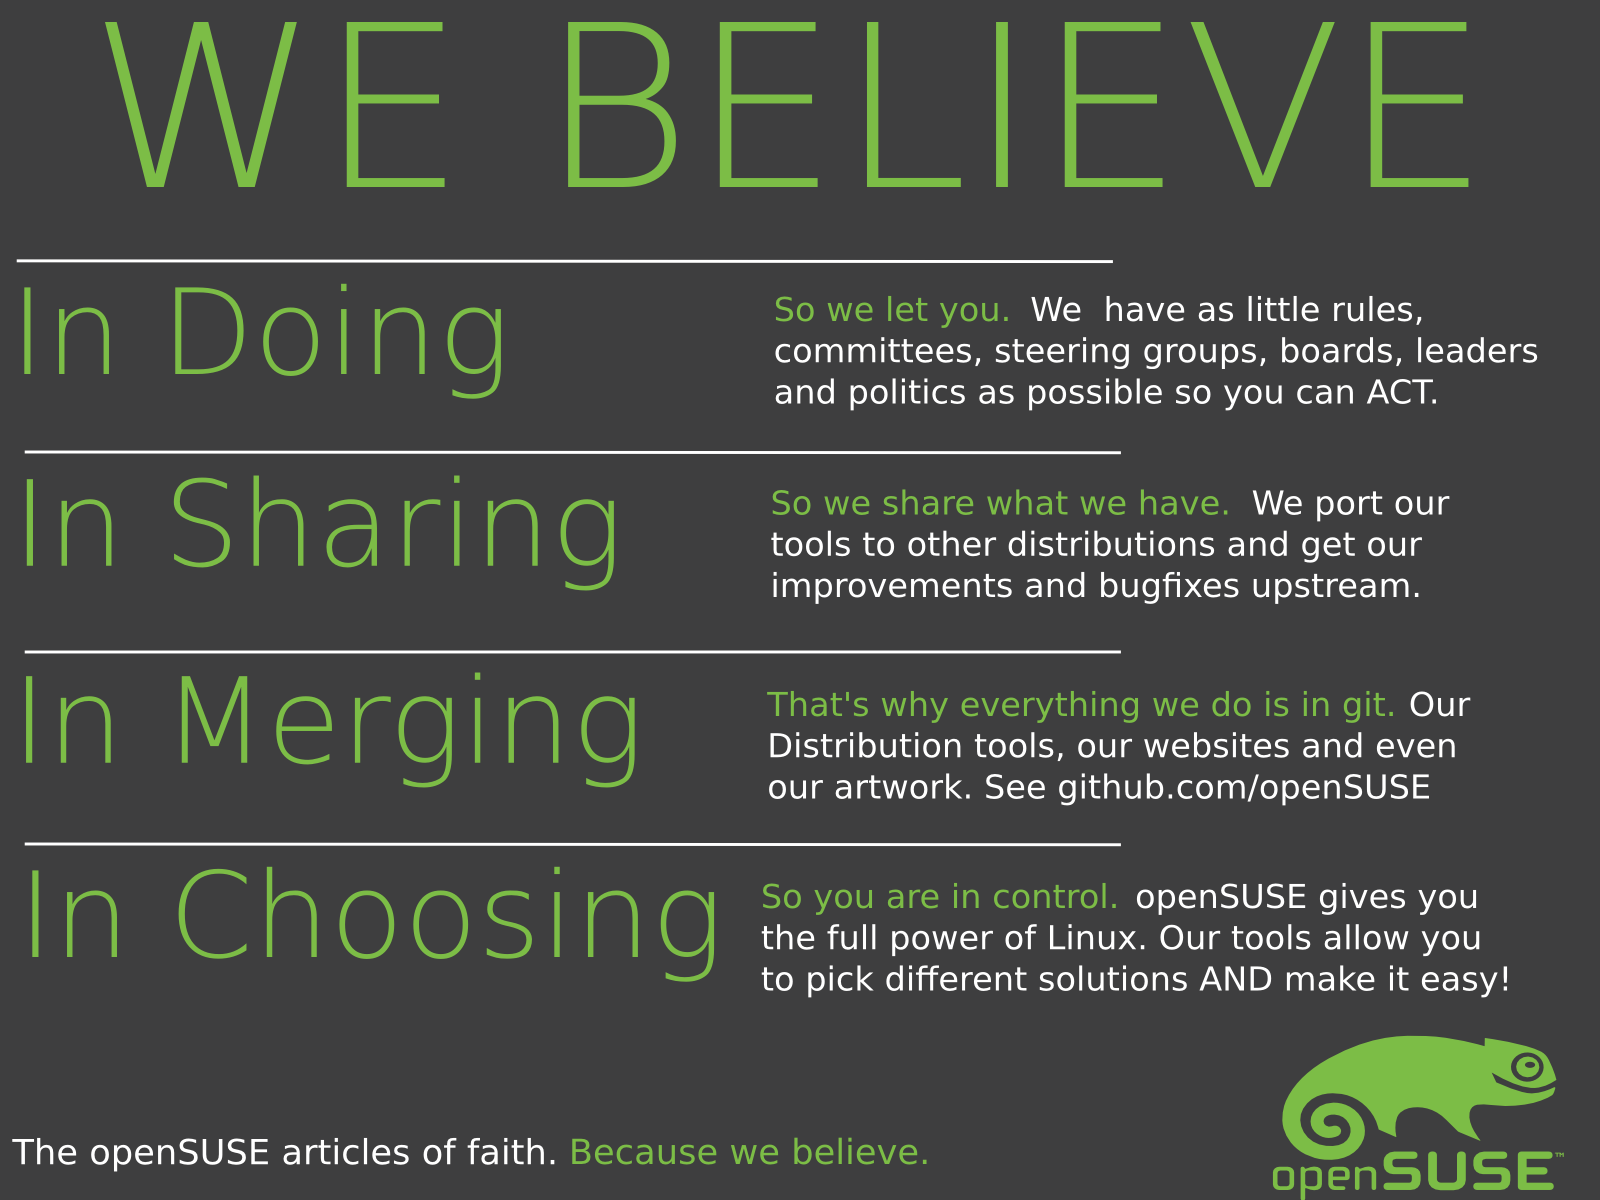 WE BELIEVE
In Doing
So we let you. We have as little rules,
committees, steering groups, boards, leaders
and politics as possible so you can ACT.
In Sharing
So we share what we have. We port our
tools to other distributions and get our
improvements and bugfixes upstream.
In Merging
That's why everything we do is in git. Our
Distribution tools, our websites and even
our artwork. See github.com/openSUSE
In Choosing
So you are in control. openSUSE gives you
the full power of Linux. Our tools allow you
to pick different solutions AND make it easy!
The openSUSE articles of faith. Because we believe.
openSUSE™